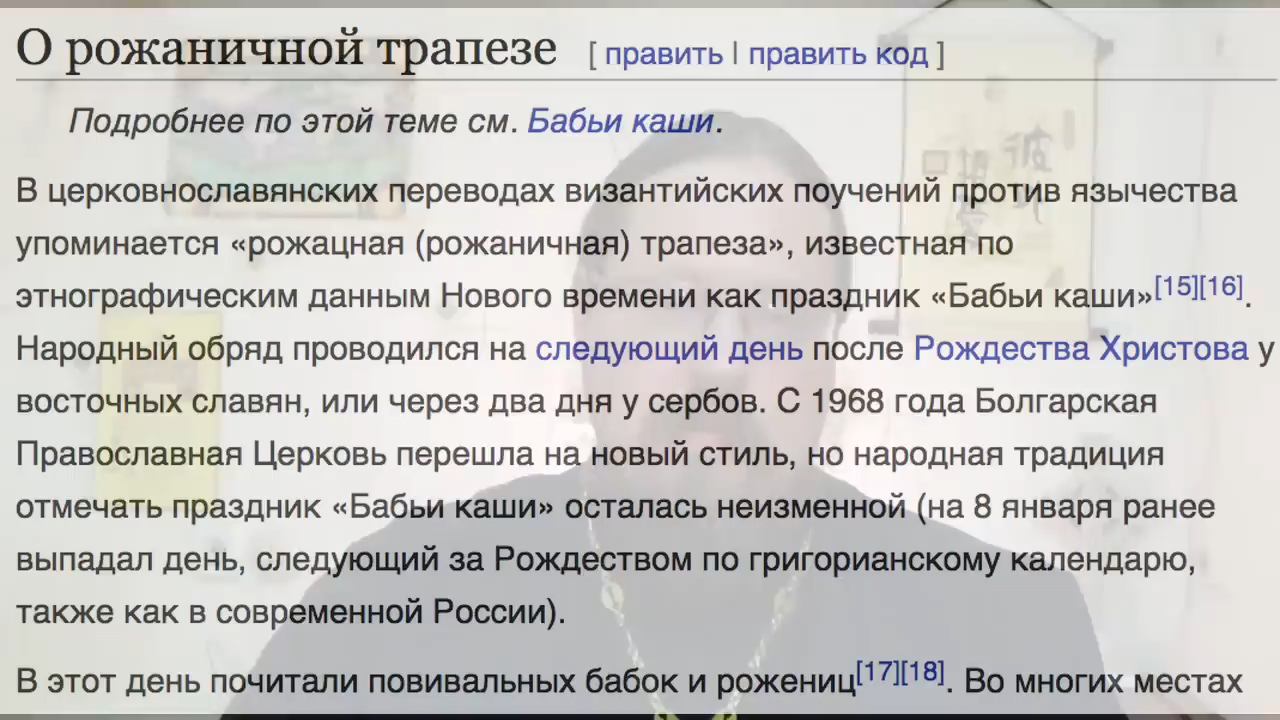 О рожаничной трапезе [ править | править код ]
Подробнее по этой теме см. Бабьи каши.
В церковнославянских переводах византийских поучений против язычества
упоминается «рожацная (рожаничная) трапеза», известная по
этнографическим данным Нового времени как праздник «Бабьи каши»[15][16].
Народный обряд проводился на следующий день после Рождества Христова у
восточных славян, или через два дня у сербов. С 1968 года Болгарская
Православная Церковь перешла на новый стиль, но народная традиция
отмечать праздник «Бабьи каши» осталась неизменной (на 8 января ранее
выпадал день, следующий за Рождеством по григорианскому календарю,
также как в современной России).
В этот день почитали повивальных бабок и рожениц[17][18]. Во многих местах